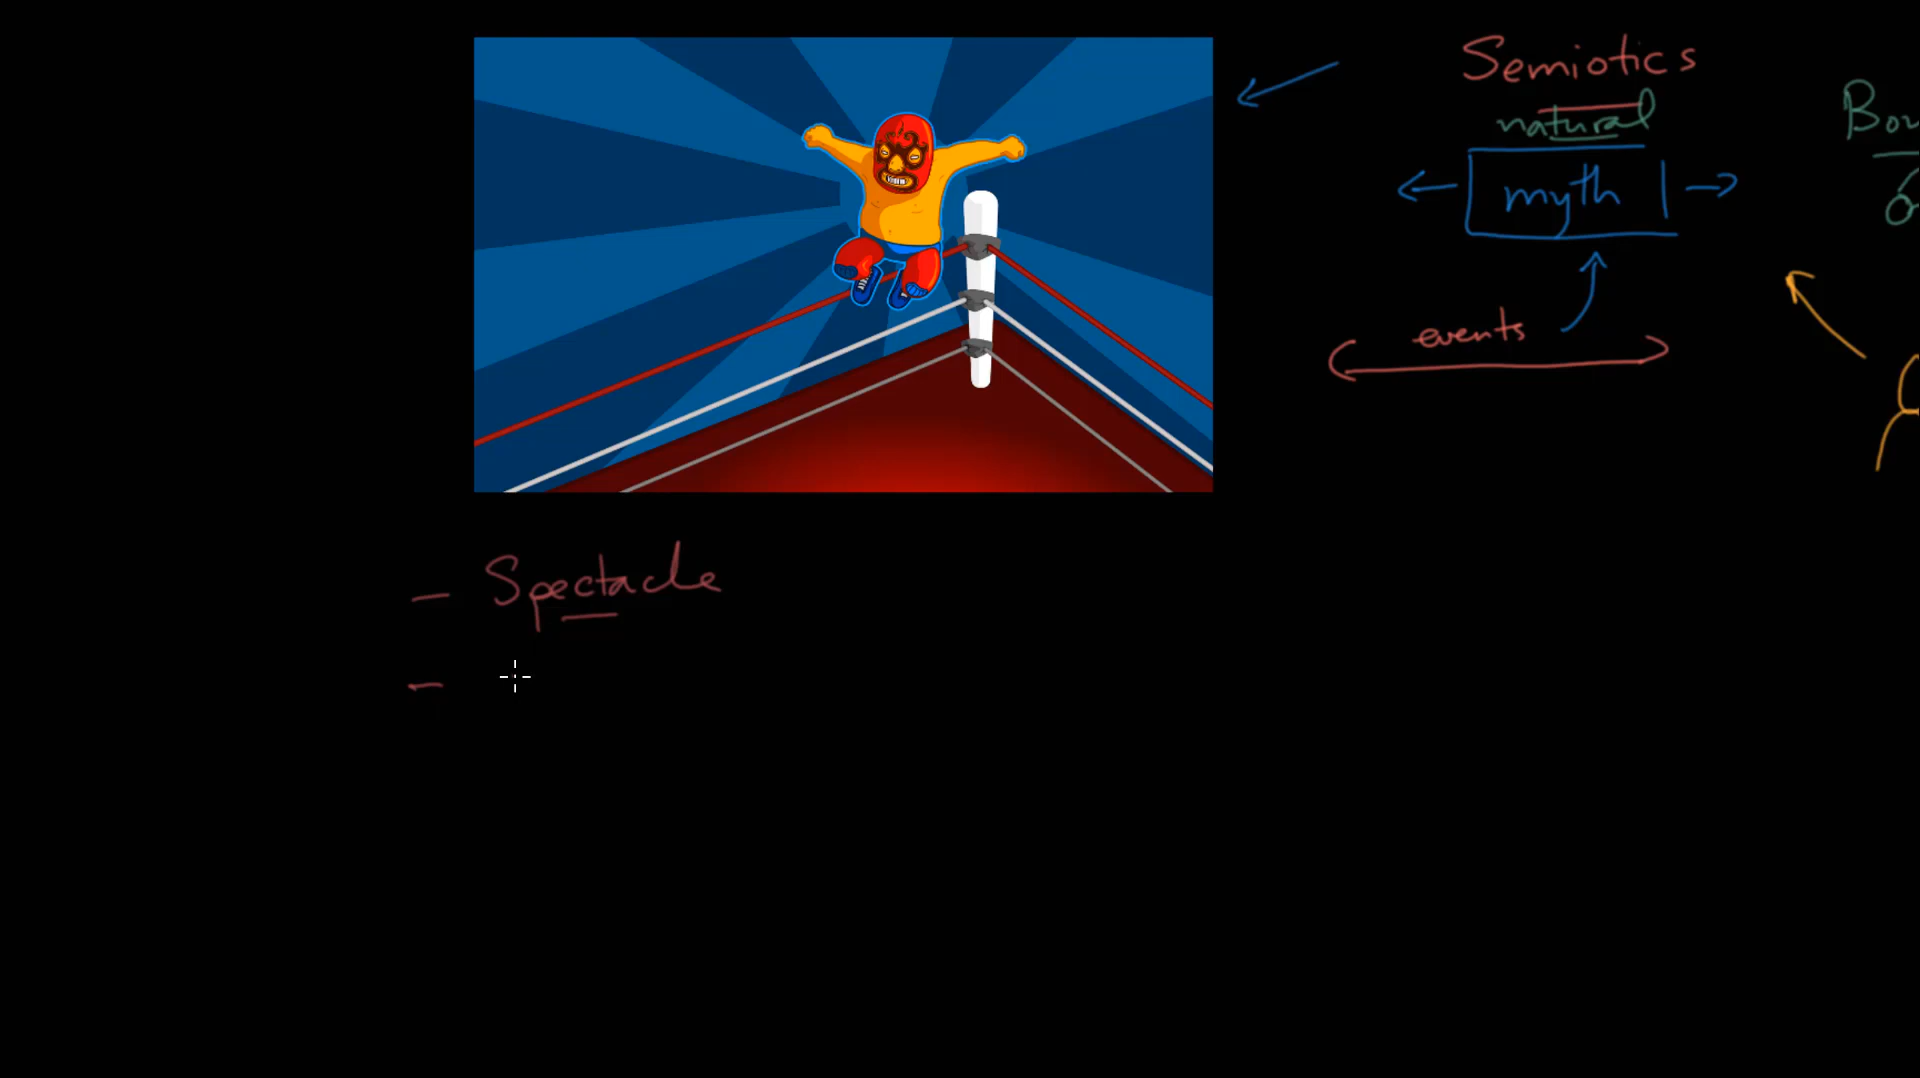 Semiotics
natural
myth
events
- Spectacle
-